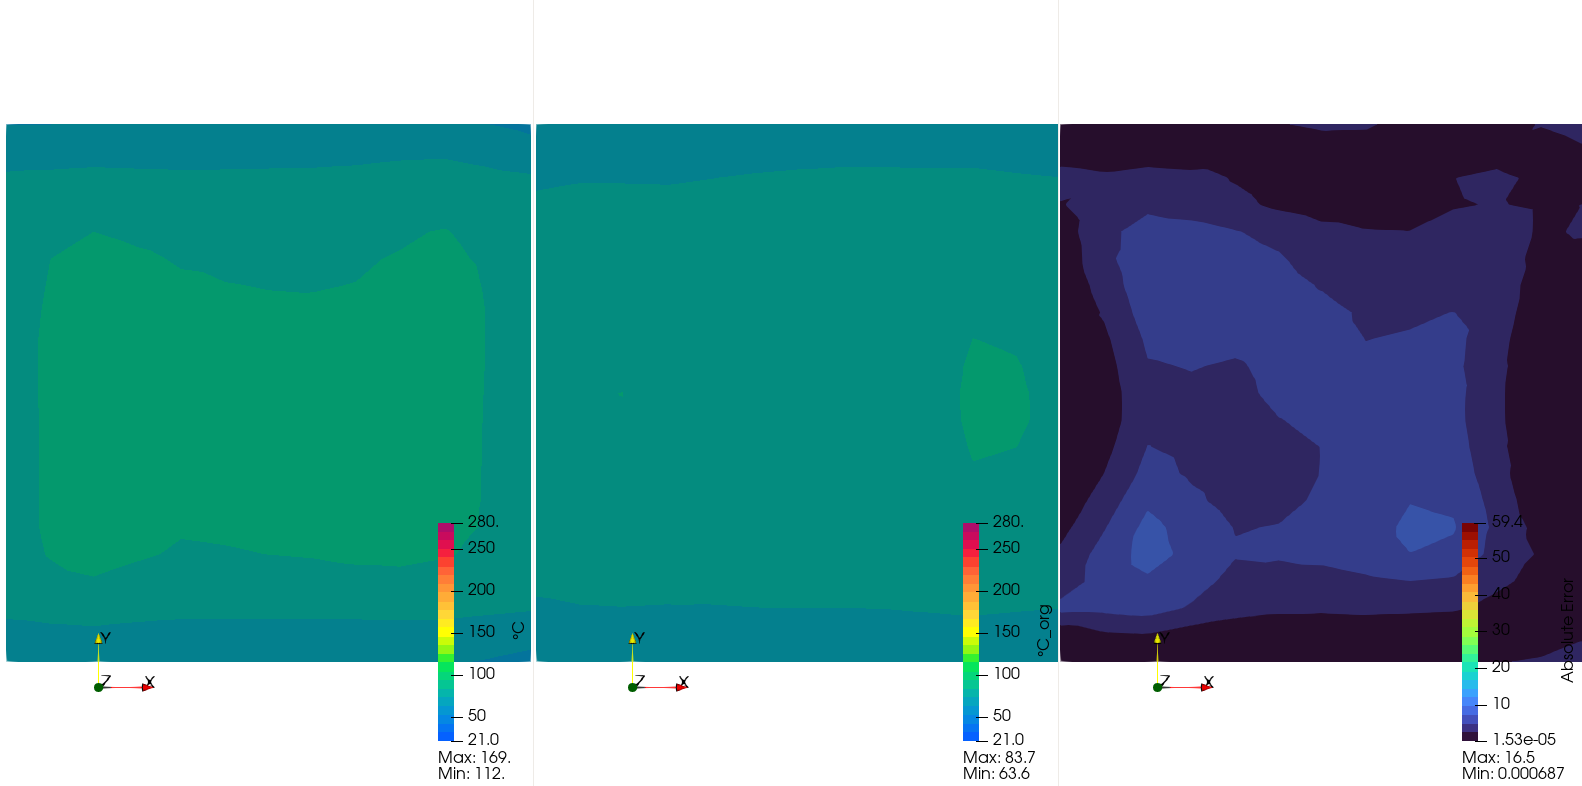 280.
250
200
150
100
50
21.0
°C
Max: 169.
Min: 112.
Y
Z
X
280.
250
200
150
100
50
21.0
°C_org
Max: 83.7
Min: 63.6
Y
Z
X
59.4
50
40
30
20
10
1.53e-05
Absolute Error
Max: 16.5
Min: 0.000687
Y
Z
X